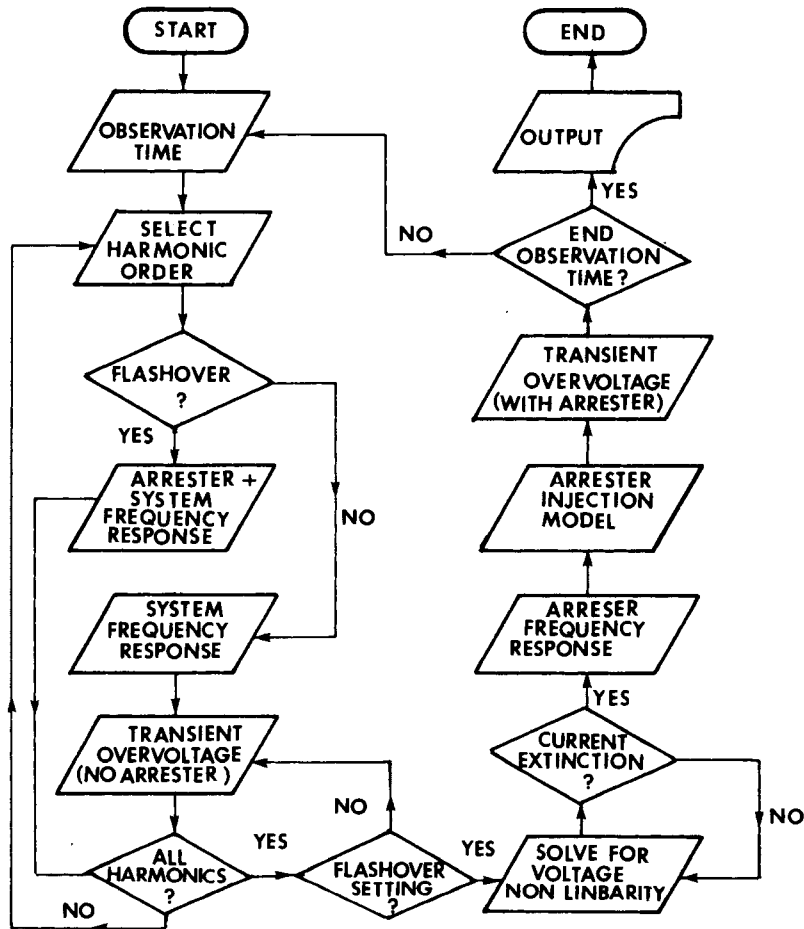 START
OBSERVATION
TIME
SELECT
HARMONIC
ORDER
FLASHOVER
?
YES
NO
ARRESTER +
SYSTEM
FREQUENCY
RESPONSE
SYSTEM
FREQUENCY
RESPONSE
TRANSIENT
OVERVOLTAGE
(NO ARRESTER)
ALL
HARMONICS
?
NO
YES
FLASHOVER
SETTING
?
NO
YES
SOLVE FOR
VOLTAGE
NON LINBARITY
CURRENT
EXTINCTION
?
NO
YES
ARRESER
FREQUENCY
RESPONSE
ARRESTER
INJECTION
MODEL
TRANSIENT
OVERVOLTAGE
(WITH ARRESTER)
END
OBSERVATION
TIME?
NO
YES
OUTPUT
END